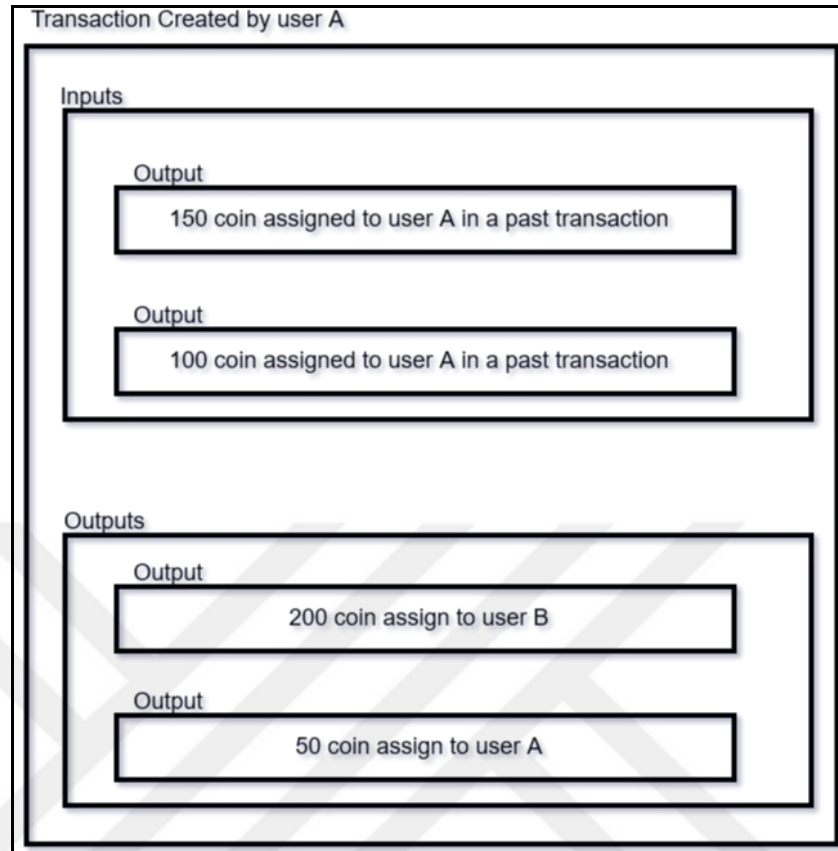 Transaction Created by user A
Inputs
Output
150 coin assigned to user A in a past transaction
Output
100 coin assigned to user A in a past transaction
Outputs
Output
200 coin assign to user B
Output
50 coin assign to user A